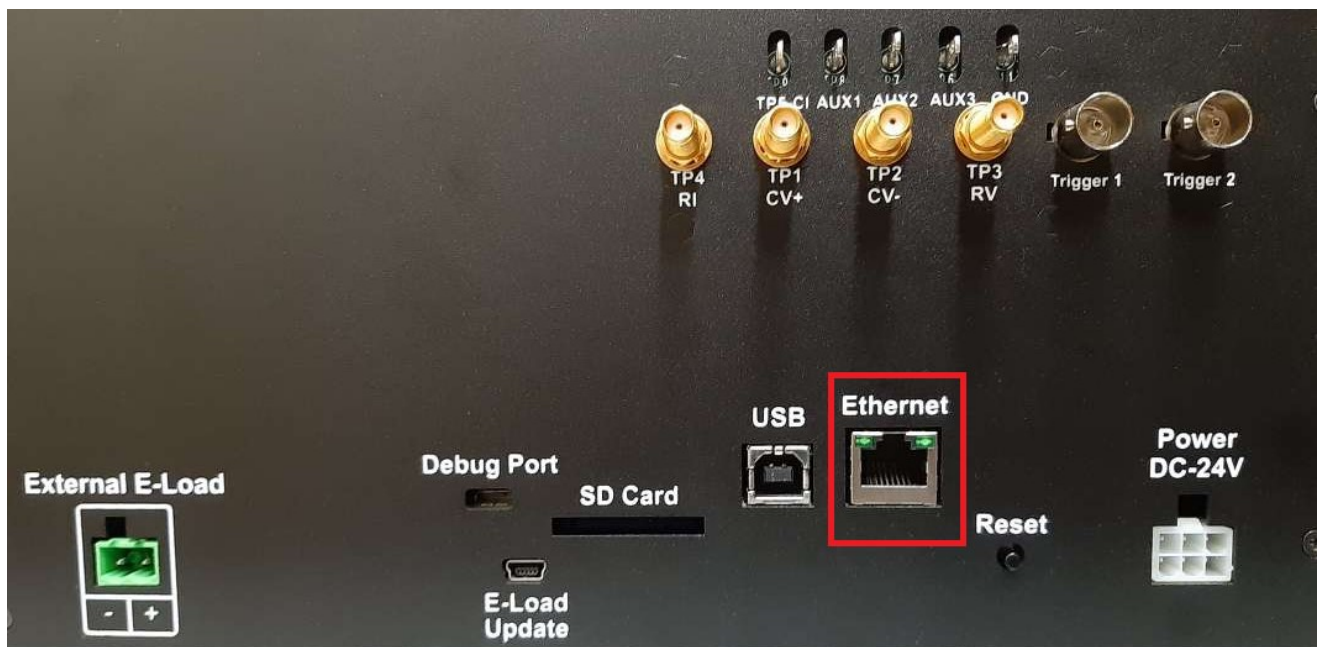 TP5 CI AUX1 AUX2 AUX3 GND
TP4
RI
TP1
CV+
TP2
CV-
TP3
RV
Trigger 1
Trigger 2
USB
Ethernet
Power
DC-24V
Debug Port
External E-Load
SD Card
Reset
E-Load
Update
- +